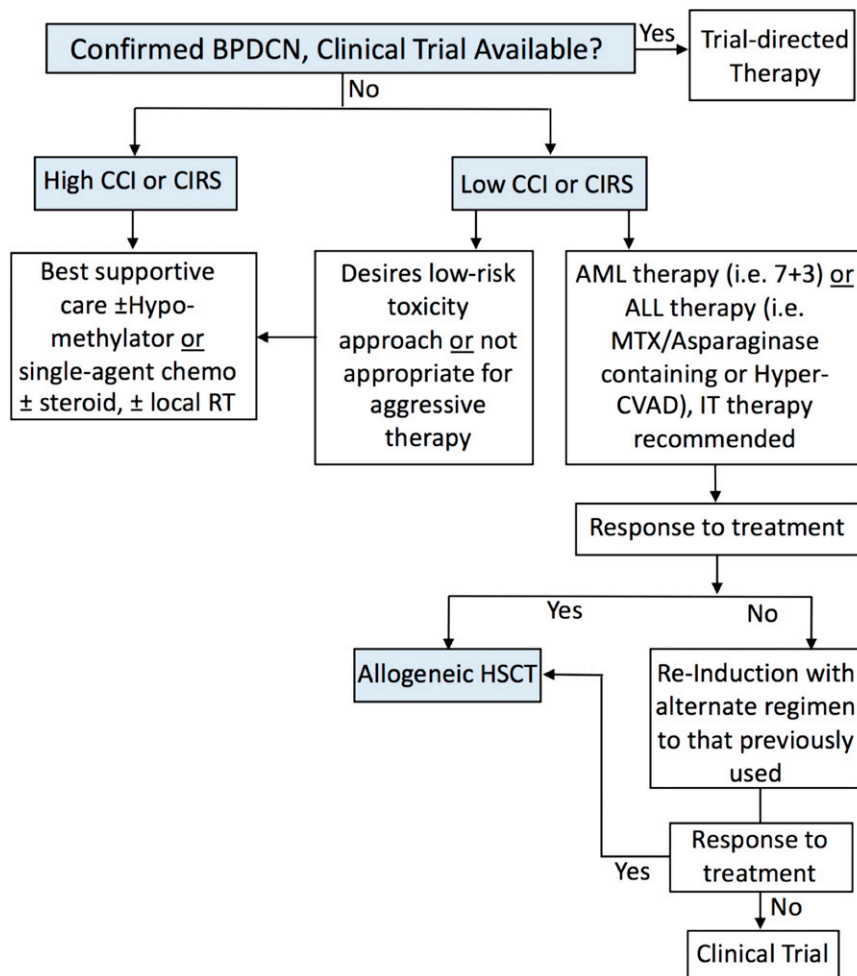 Confirmed BPDCN, Clinical Trial Available?
Yes
Trial-directed
Therapy
No
High CCI or CIRS
Low CCI or CIRS
Best supportive
care ±Hypo-
methylator or
single-agent chemo
± steroid, ± local RT
Desires low-risk
toxicity
approach or not
appropriate for
aggressive
therapy
AML therapy (i.e. 7+3) or
ALL therapy (i.e.
MTX/Asparaginase
containing or Hyper-
CVAD), IT therapy
recommended
Response to treatment
Yes
No
Allogeneic HSCT
Re-Induction with
alternate regimen
to that previously
used
Response to
treatment
Yes
No
Clinical Trial